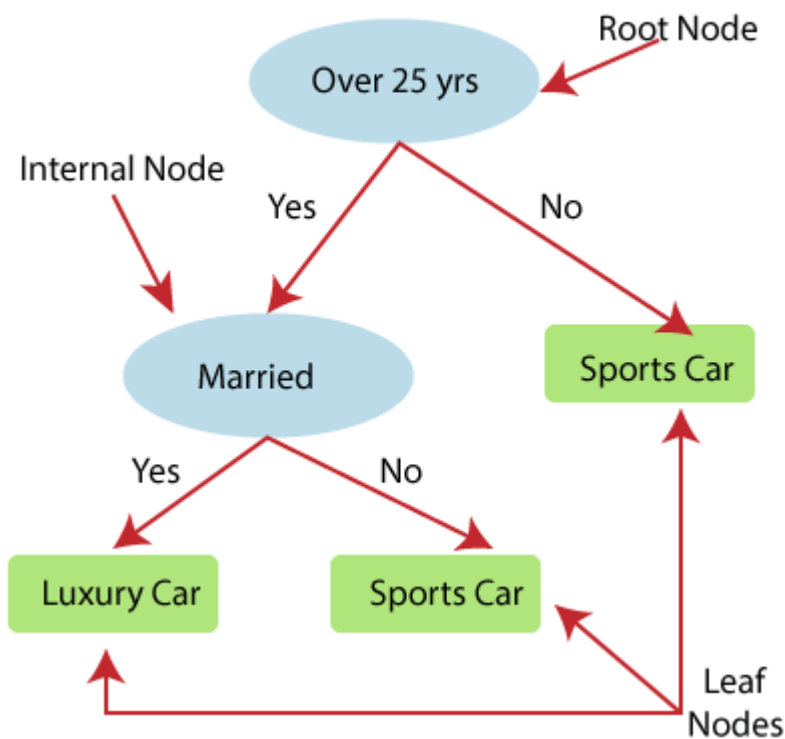 Root Node
Over 25 yrs
Internal Node
Yes
No
Sports Car
Married
Yes
No
Luxury Car
Sports Car
Leaf
Nodes